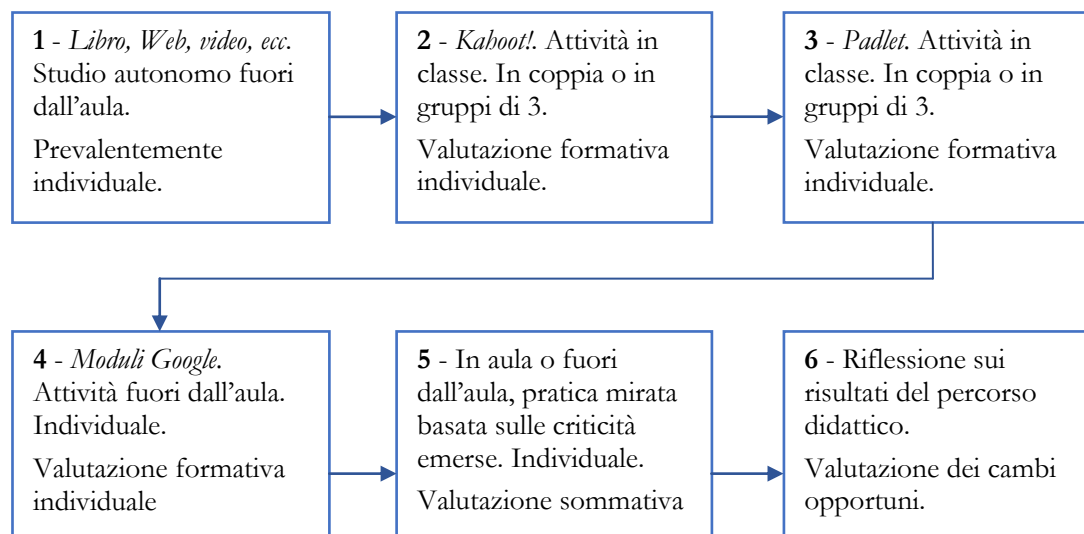 1 - Libro, Web, video, ecc.
Studio autonomo fuori
dall'aula.
Prevalentemente
individuale.
2 - Kahoot!. Attività in
classe. In coppia o in
gruppi di 3.
Valutazione formativa
individuale.
3 - Padlet. Attività in
classe. In coppia o in
gruppi di 3.
Valutazione formativa
individuale.
4 - Moduli Google.
Attività fuori dall'aula.
Individuale.
Valutazione formativa
individuale
5 - In aula o fuori
dall'aula, pratica mirata
basata sulle criticità
emerse. Individuale.
Valutazione sommativa
6 - Riflessione sui
risultati del percorso
didattico.
Valutazione dei cambi
opportuni.